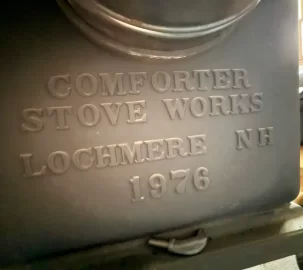 COMFORTER
STOVE WORKS
LOCHMERE NH
1976